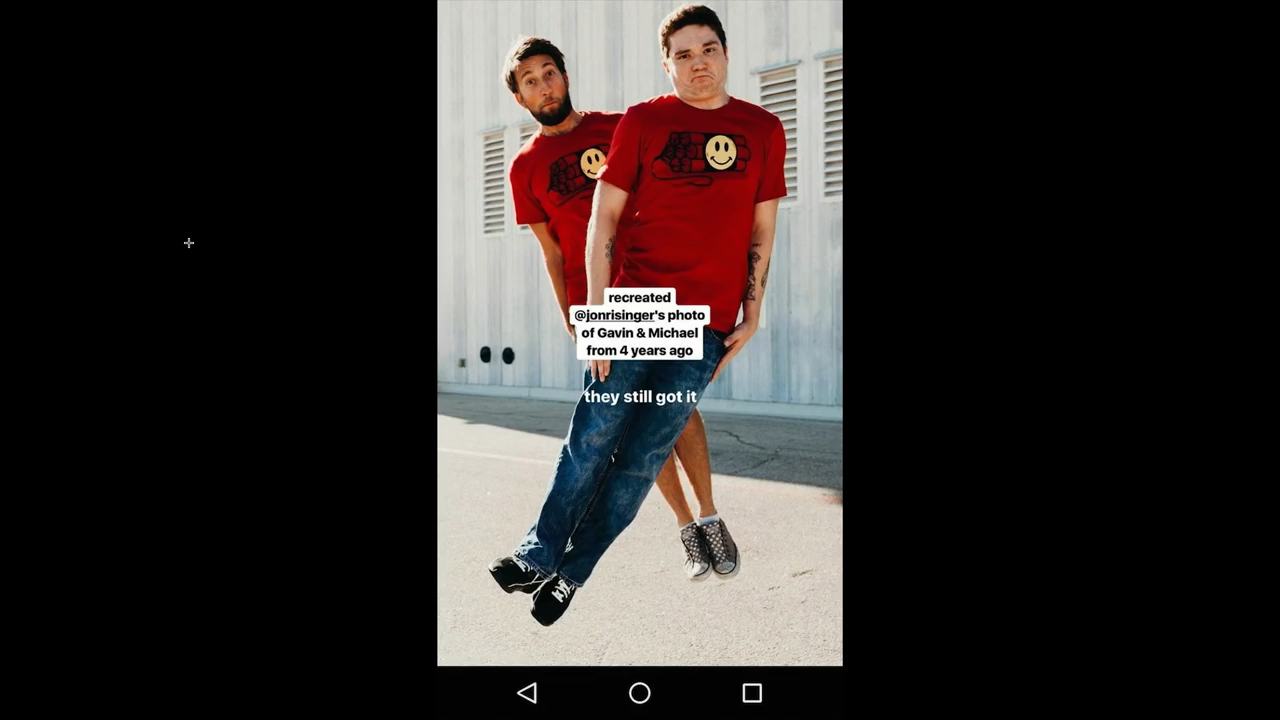 recreated
@jonrisinger's photo
of Gavin & Michael
from 4 years ago
they still got it